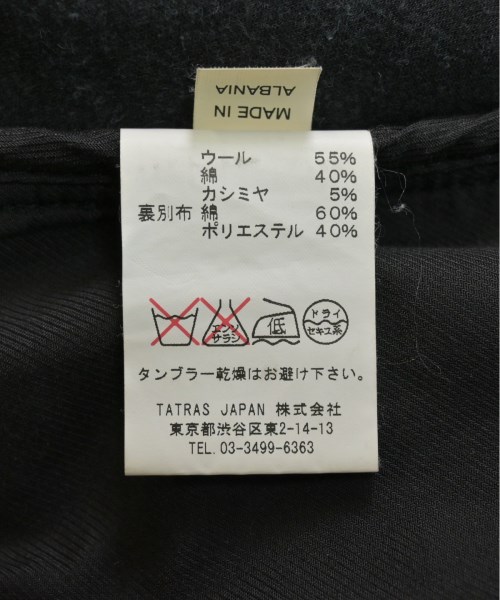 MADE IN
ALBANIA
ウール 55%
綿 40%
カシミヤ 5%
裏別布 綿 60%
ポリエステル 40%
エンソ
サラシ
低
ドライ
セキユ系
タンブラー乾燥はお避け下さい。
TATRAS JAPAN 株式会社
東京都渋谷区東2-14-13
TEL. 03-3499-6363